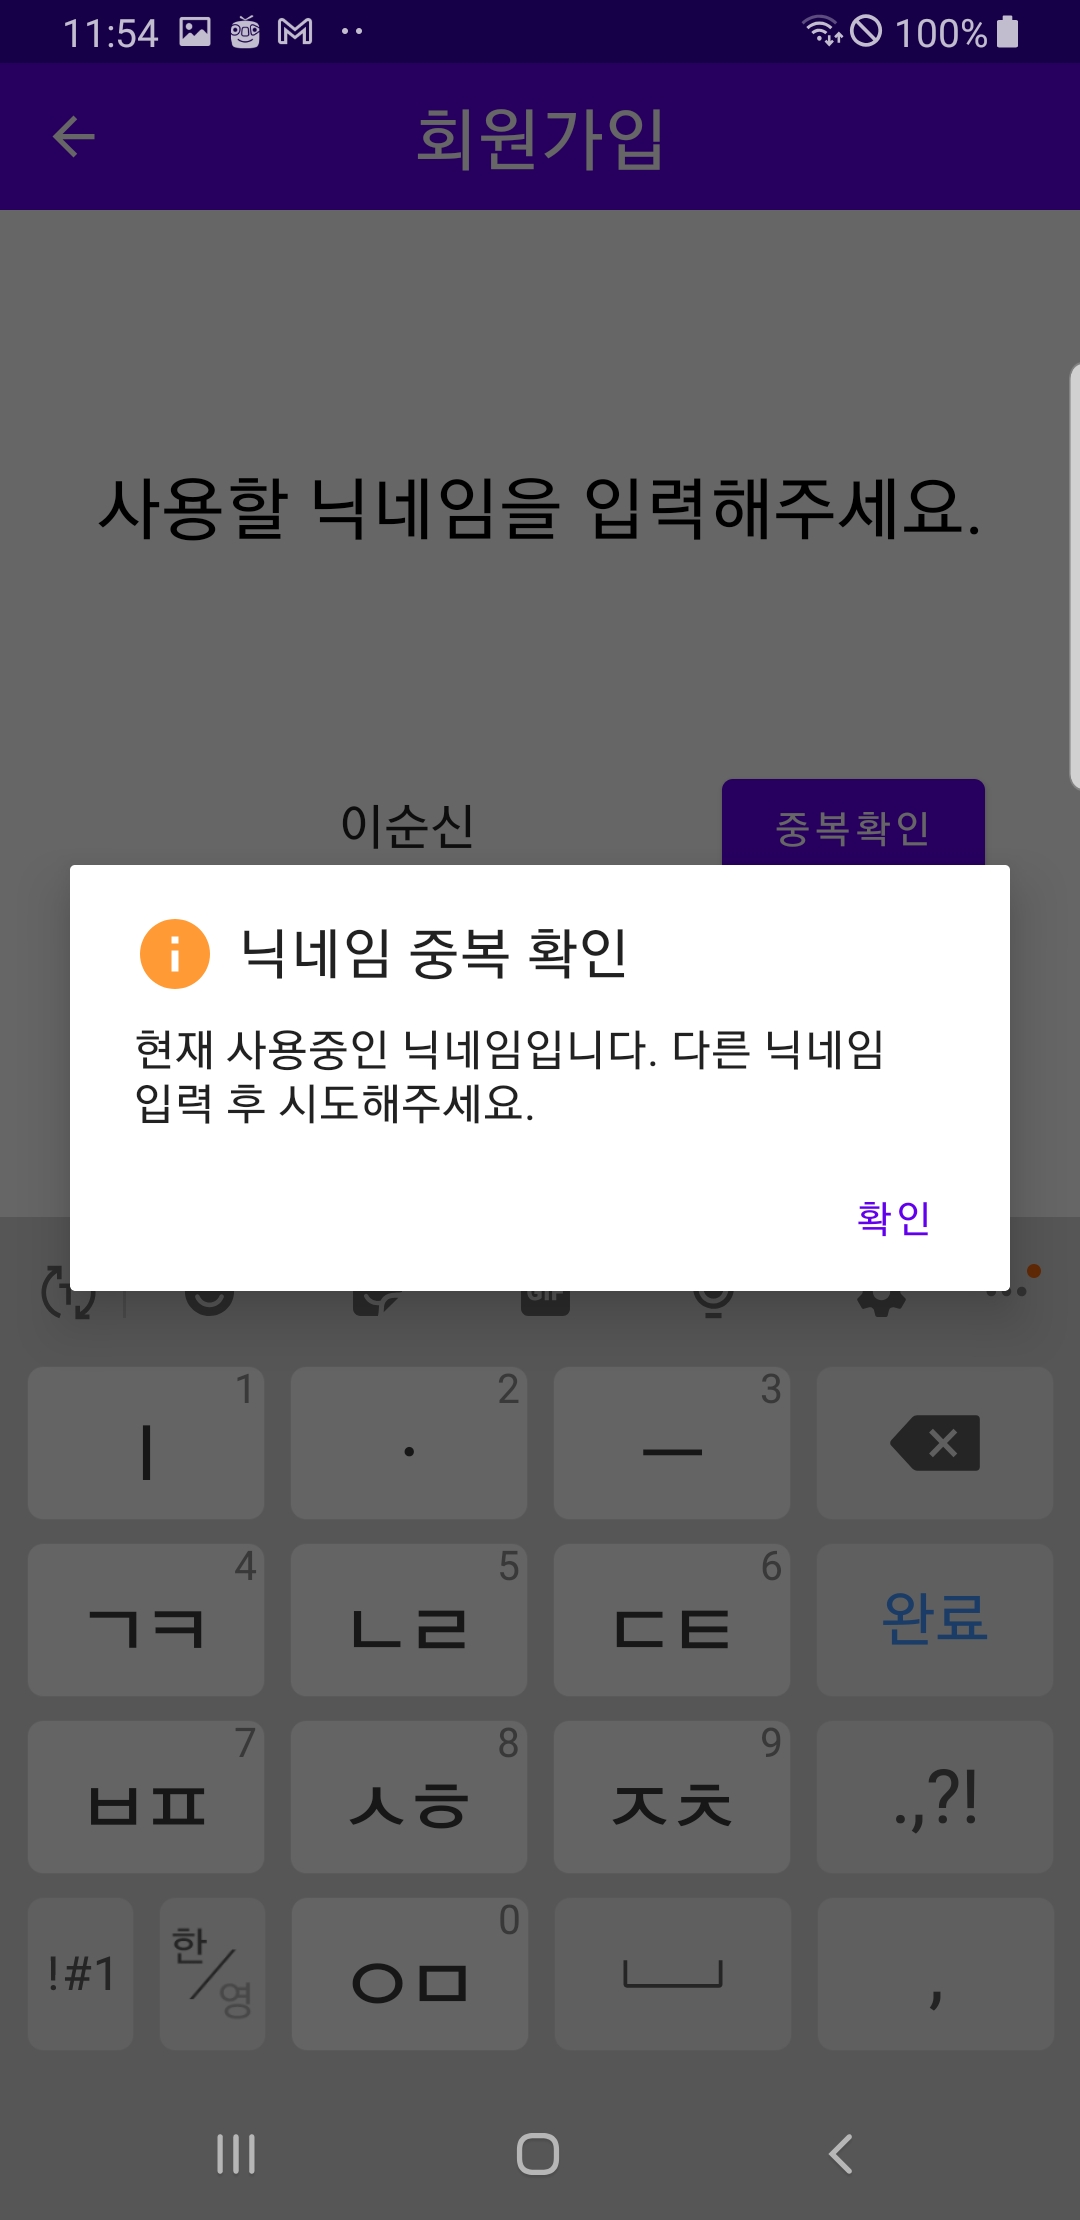 11:54 100%
회원가입
사용할 닉네임을 입력해주세요.
이순신 중복확인
닉네임 중복 확인
현재 사용중인 닉네임입니다. 다른 닉네임
입력 후 시도해주세요.
확인
GIF
1 2 3
ㅣ · ㅡ
4 5 6
ㄱㅋ ㄴㄹ ㄷㅌ 완료
7 8 9
ㅂㅍ ㅅㅎ ㅈㅊ .,?!
0
!#1 한/영 ㅇㅁ ,